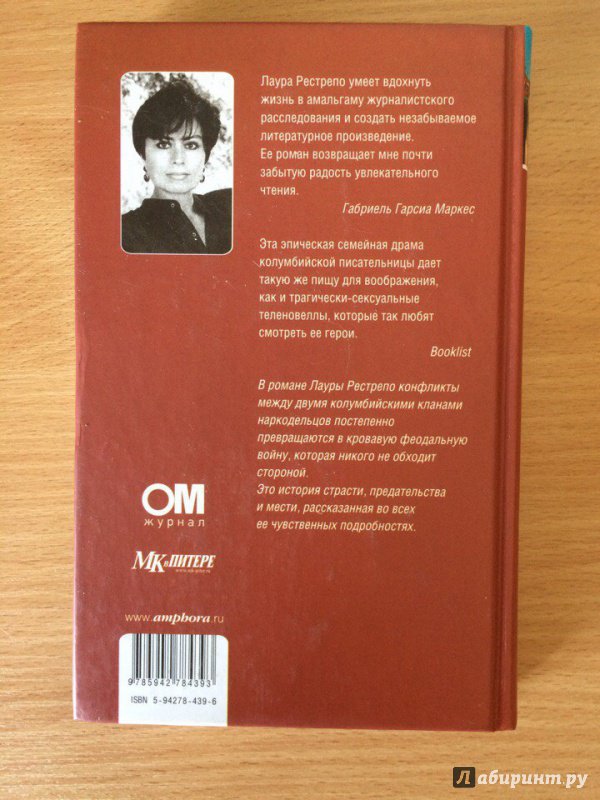 Лаура Рестрепо умеет вдохнуть
жизнь в амальгаму журналистского
расследования и создать незабываемое
литературное произведение.
Ее роман возвращает мне почти
забытую радость увлекательного
чтения.
Габриель Гарсиа Маркес
Эта эпическая семейная драма
колумбийской писательницы дает
такую же пищу для воображения,
как и трагически-сексуальные
теленовеллы, которые так любят
смотреть ее герои.
Booklist
В романе Лауры Рестрепо конфликты
между двумя колумбийскими кланами
наркодельцов постепенно
превращаются в кровавую феодальную
войну, которая никого не обходит
стороной.
Это история страсти, предательства
и мести, рассказанная во всех
ее чувственных подробностях.
ОМ
журнал
МК в ПИТЕРЕ
www.amphora.ru
9 785942 784393
ISBN 5-94278-439-6
Лабиринт.ру